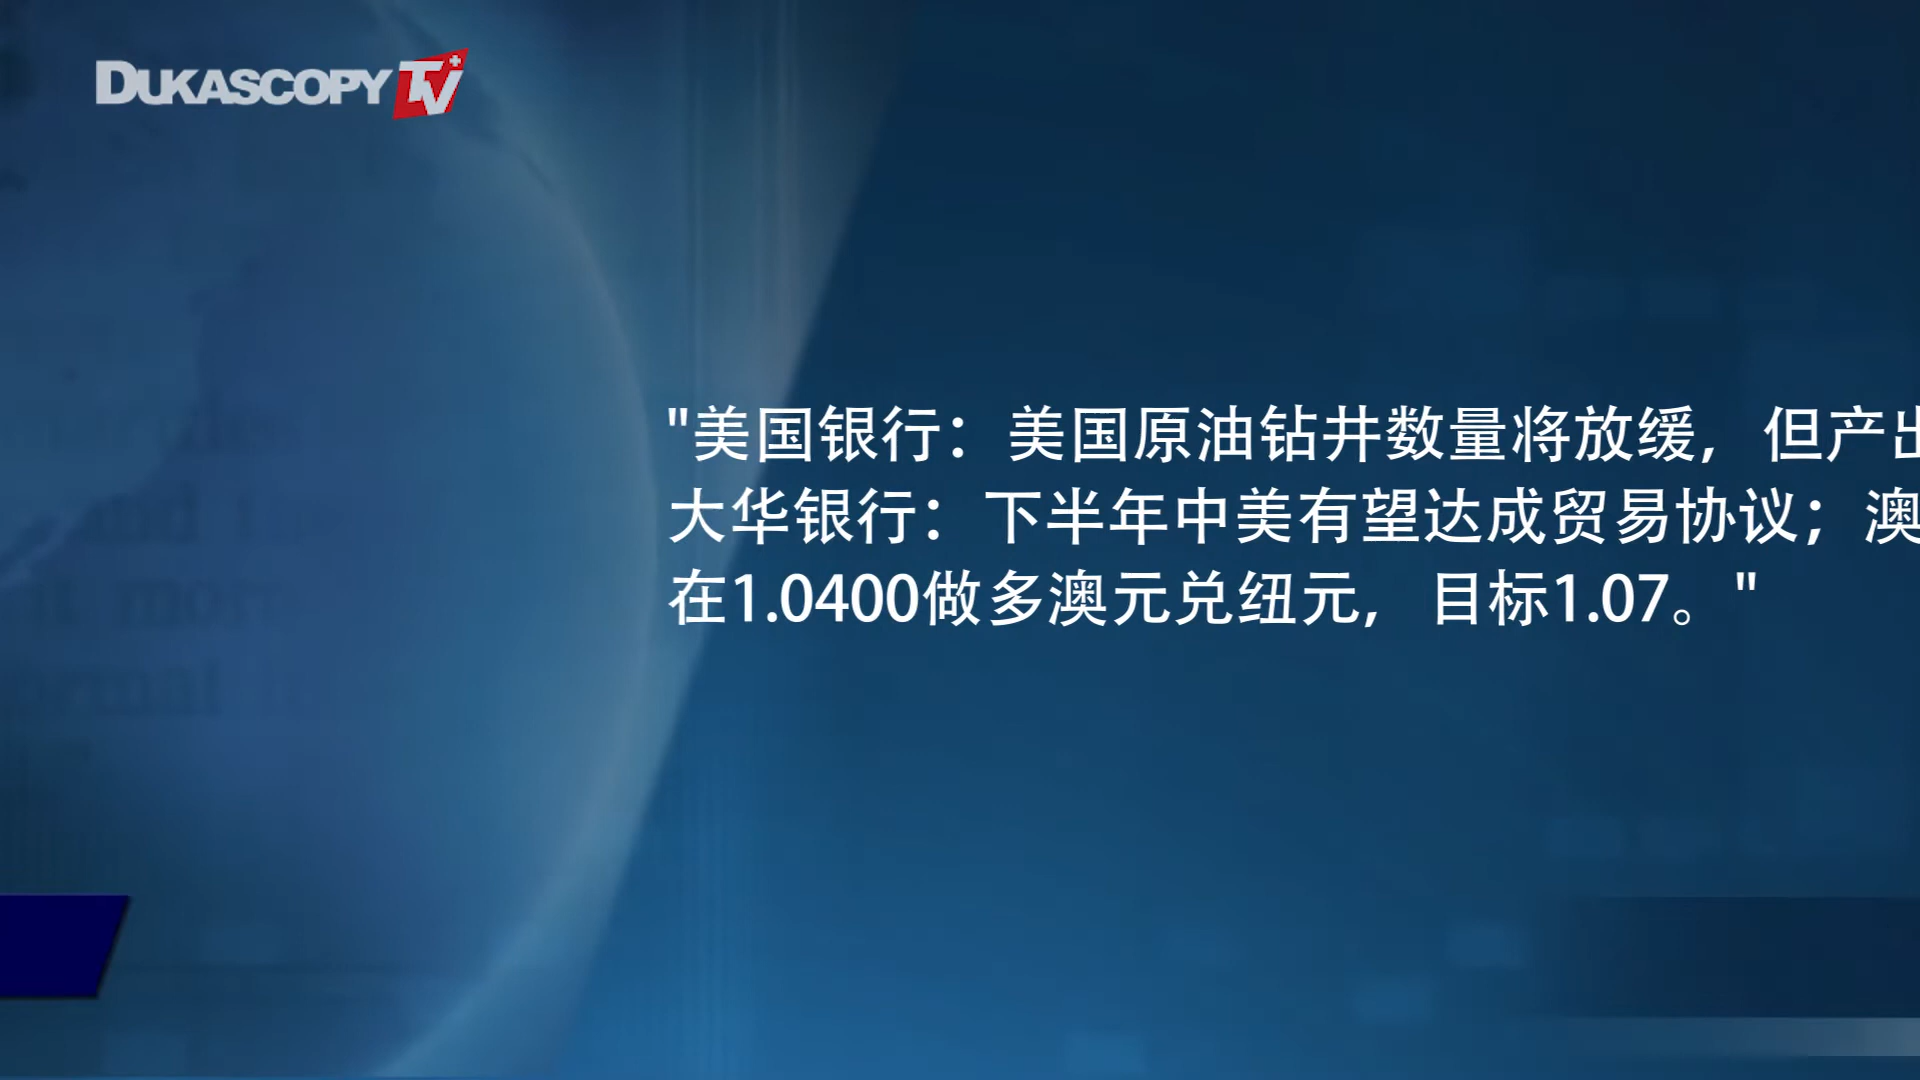 DUKASCOPY TV
"美国银行：美国原油钻井数量将放缓，但产出
大华银行：下半年中美有望达成贸易协议；澳
在1.0400做多澳元兑纽元，目标1.07。"